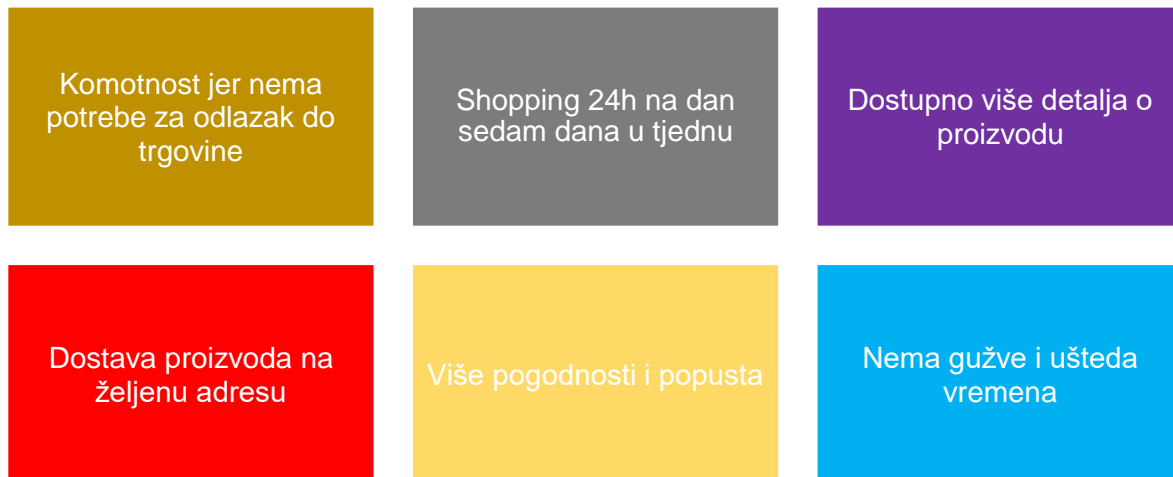 Komotnost jer nema
potrebe za odlazak do
trgovine
Shopping 24h na dan
sedam dana u tjednu
Dostupno više detalja o
proizvodu
Dostava proizvoda na
željenu adresu
Više pogodnosti i popusta
Nema gužve i ušteda
vremena